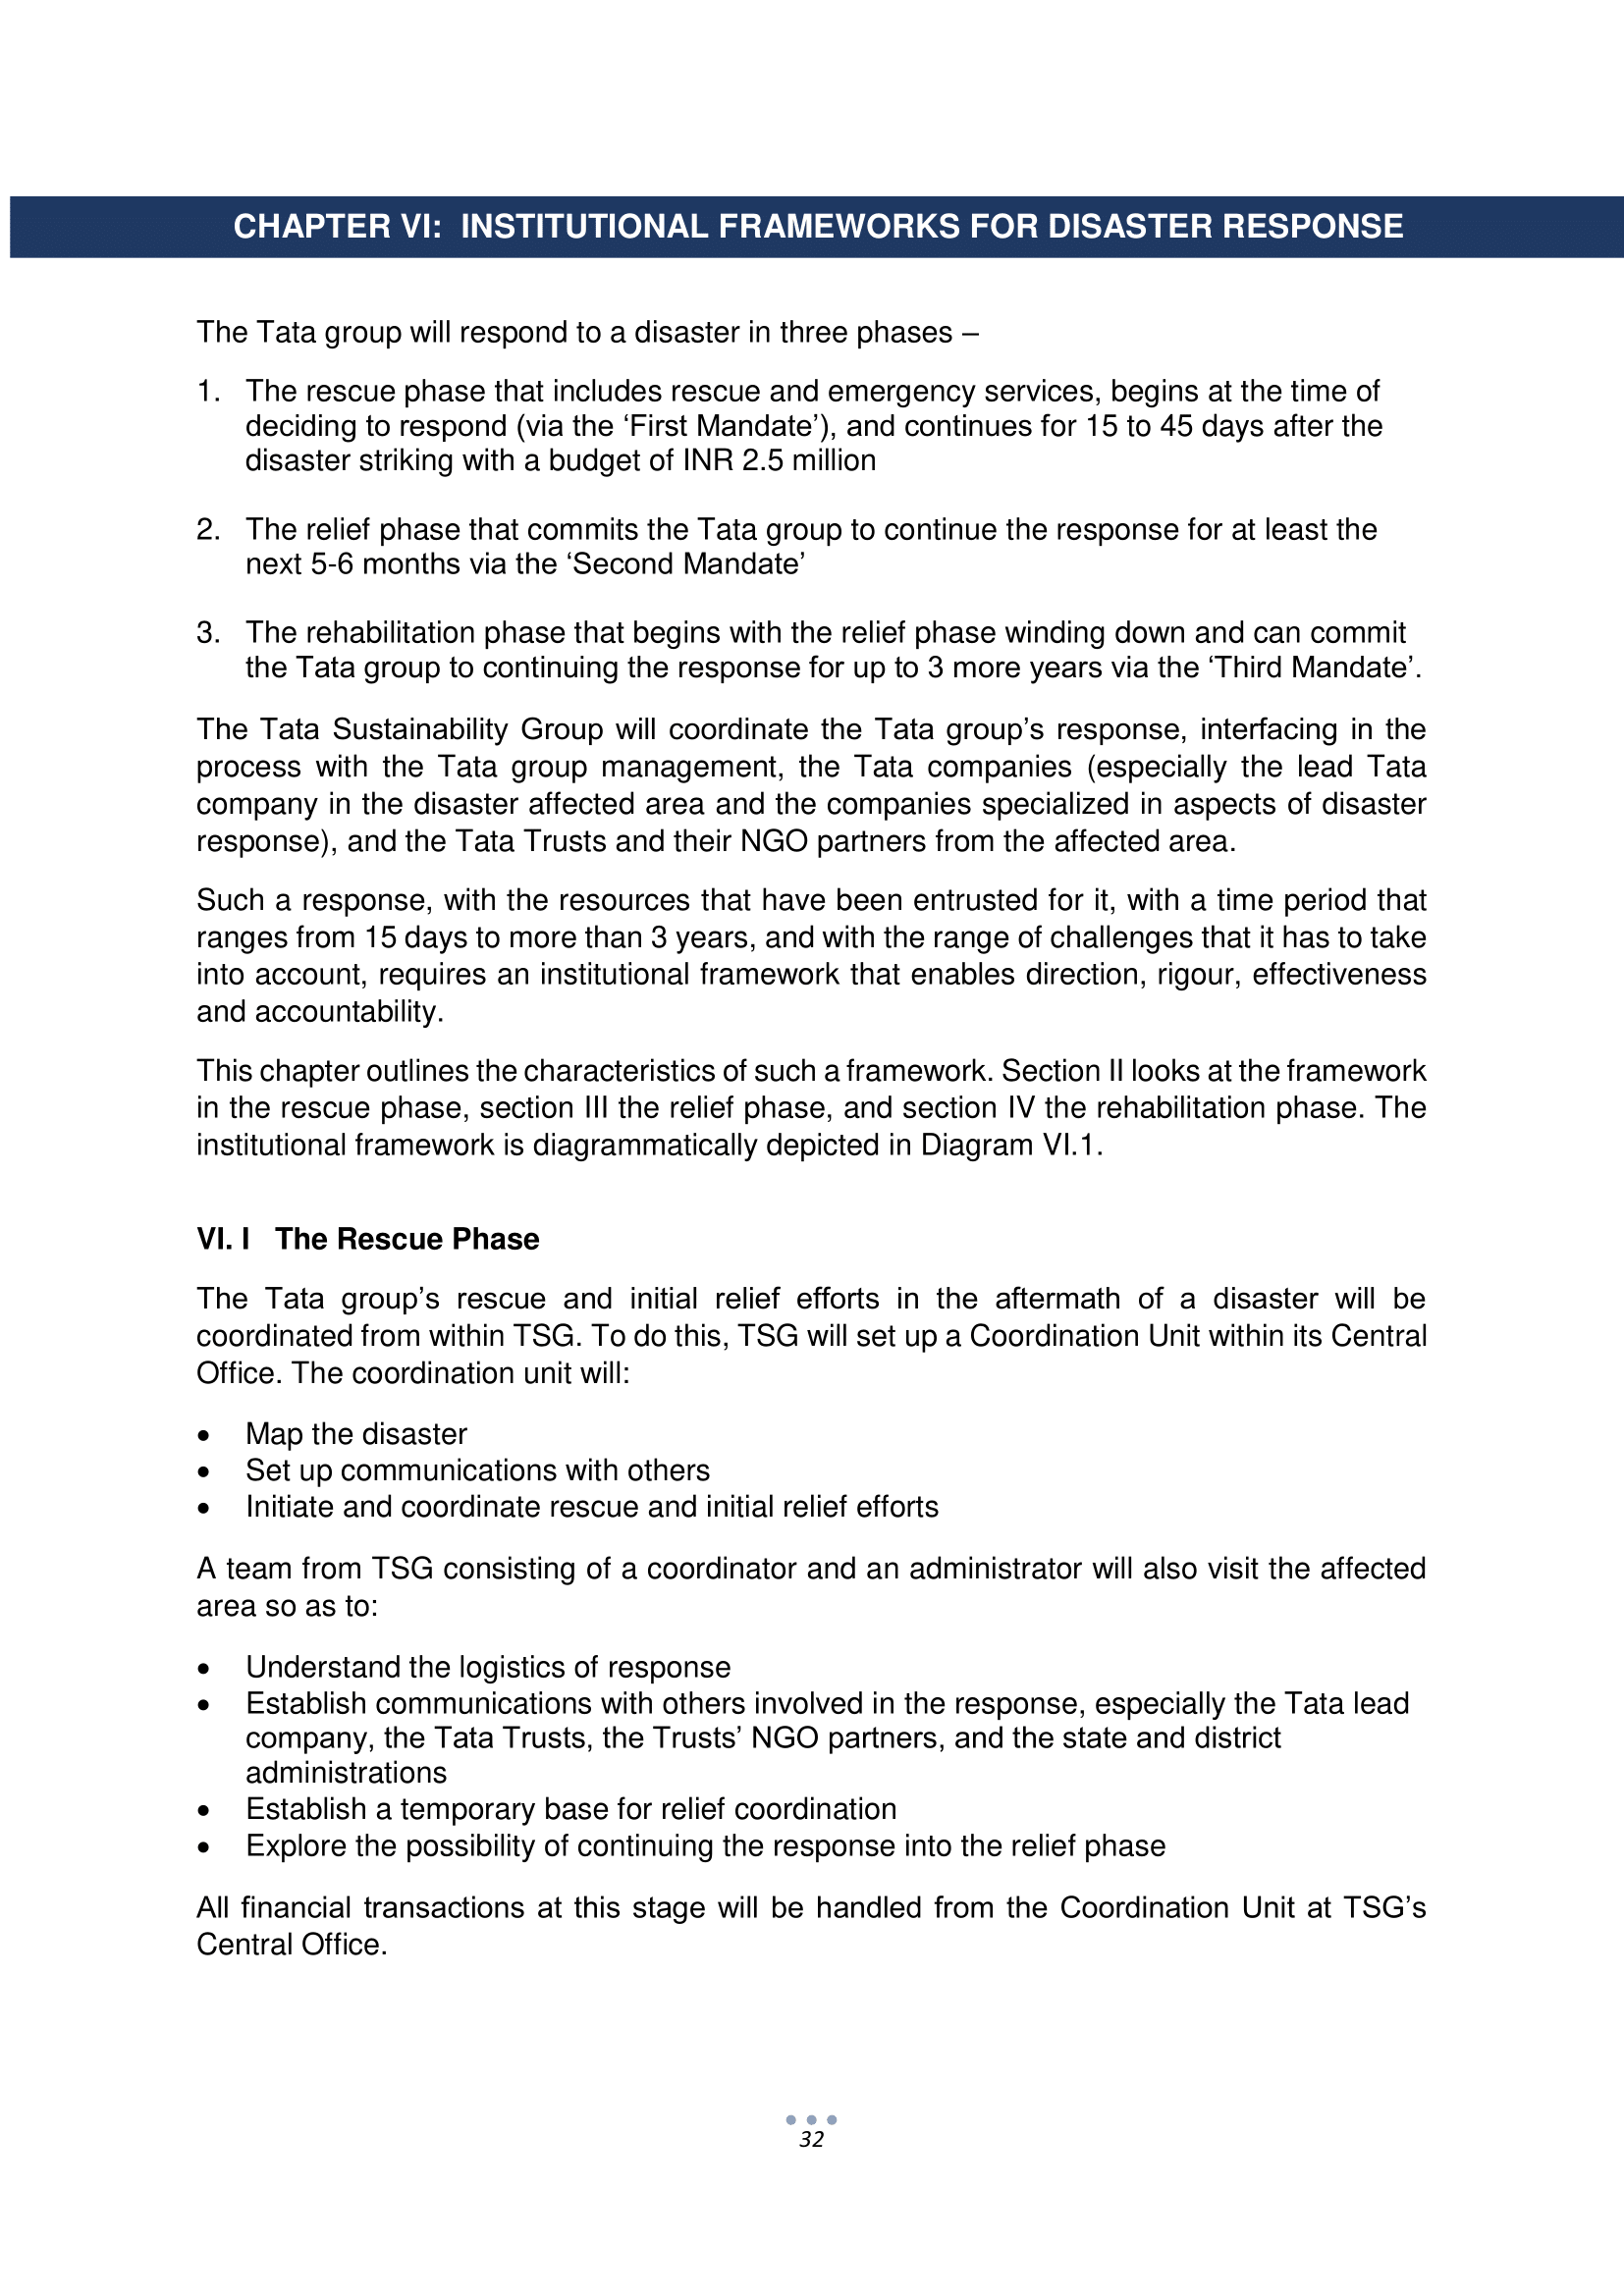 CHAPTER VI:  INSTITUTIONAL FRAMEWORKS FOR DISASTER RESPONSE
The Tata group will respond to a disaster in three phases –
1. The rescue phase that includes rescue and emergency services, begins at the time of
deciding to respond (via the ‘First Mandate’), and continues for 15 to 45 days after the
disaster striking with a budget of INR 2.5 million
2. The relief phase that commits the Tata group to continue the response for at least the
next 5-6 months via the ‘Second Mandate’
3. The rehabilitation phase that begins with the relief phase winding down and can commit
the Tata group to continuing the response for up to 3 more years via the ‘Third Mandate’.
The Tata Sustainability Group will coordinate the Tata group’s response, interfacing in the
process with the Tata group management, the Tata companies (especially the lead Tata
company in the disaster affected area and the companies specialized in aspects of disaster
response), and the Tata Trusts and their NGO partners from the affected area.
Such a response, with the resources that have been entrusted for it, with a time period that
ranges from 15 days to more than 3 years, and with the range of challenges that it has to take
into account, requires an institutional framework that enables direction, rigour, effectiveness
and accountability.
This chapter outlines the characteristics of such a framework. Section II looks at the framework
in the rescue phase, section III the relief phase, and section IV the rehabilitation phase. The
institutional framework is diagrammatically depicted in Diagram VI.1.
VI. I The Rescue Phase
The Tata group’s rescue and initial relief efforts in the aftermath of a disaster will be
coordinated from within TSG. To do this, TSG will set up a Coordination Unit within its Central
Office. The coordination unit will:
• Map the disaster
• Set up communications with others
• Initiate and coordinate rescue and initial relief efforts
A team from TSG consisting of a coordinator and an administrator will also visit the affected
area so as to:
• Understand the logistics of response
• Establish communications with others involved in the response, especially the Tata lead
company, the Tata Trusts, the Trusts’ NGO partners, and the state and district
administrations
• Establish a temporary base for relief coordination
• Explore the possibility of continuing the response into the relief phase
All financial transactions at this stage will be handled from the Coordination Unit at TSG’s
Central Office.
32